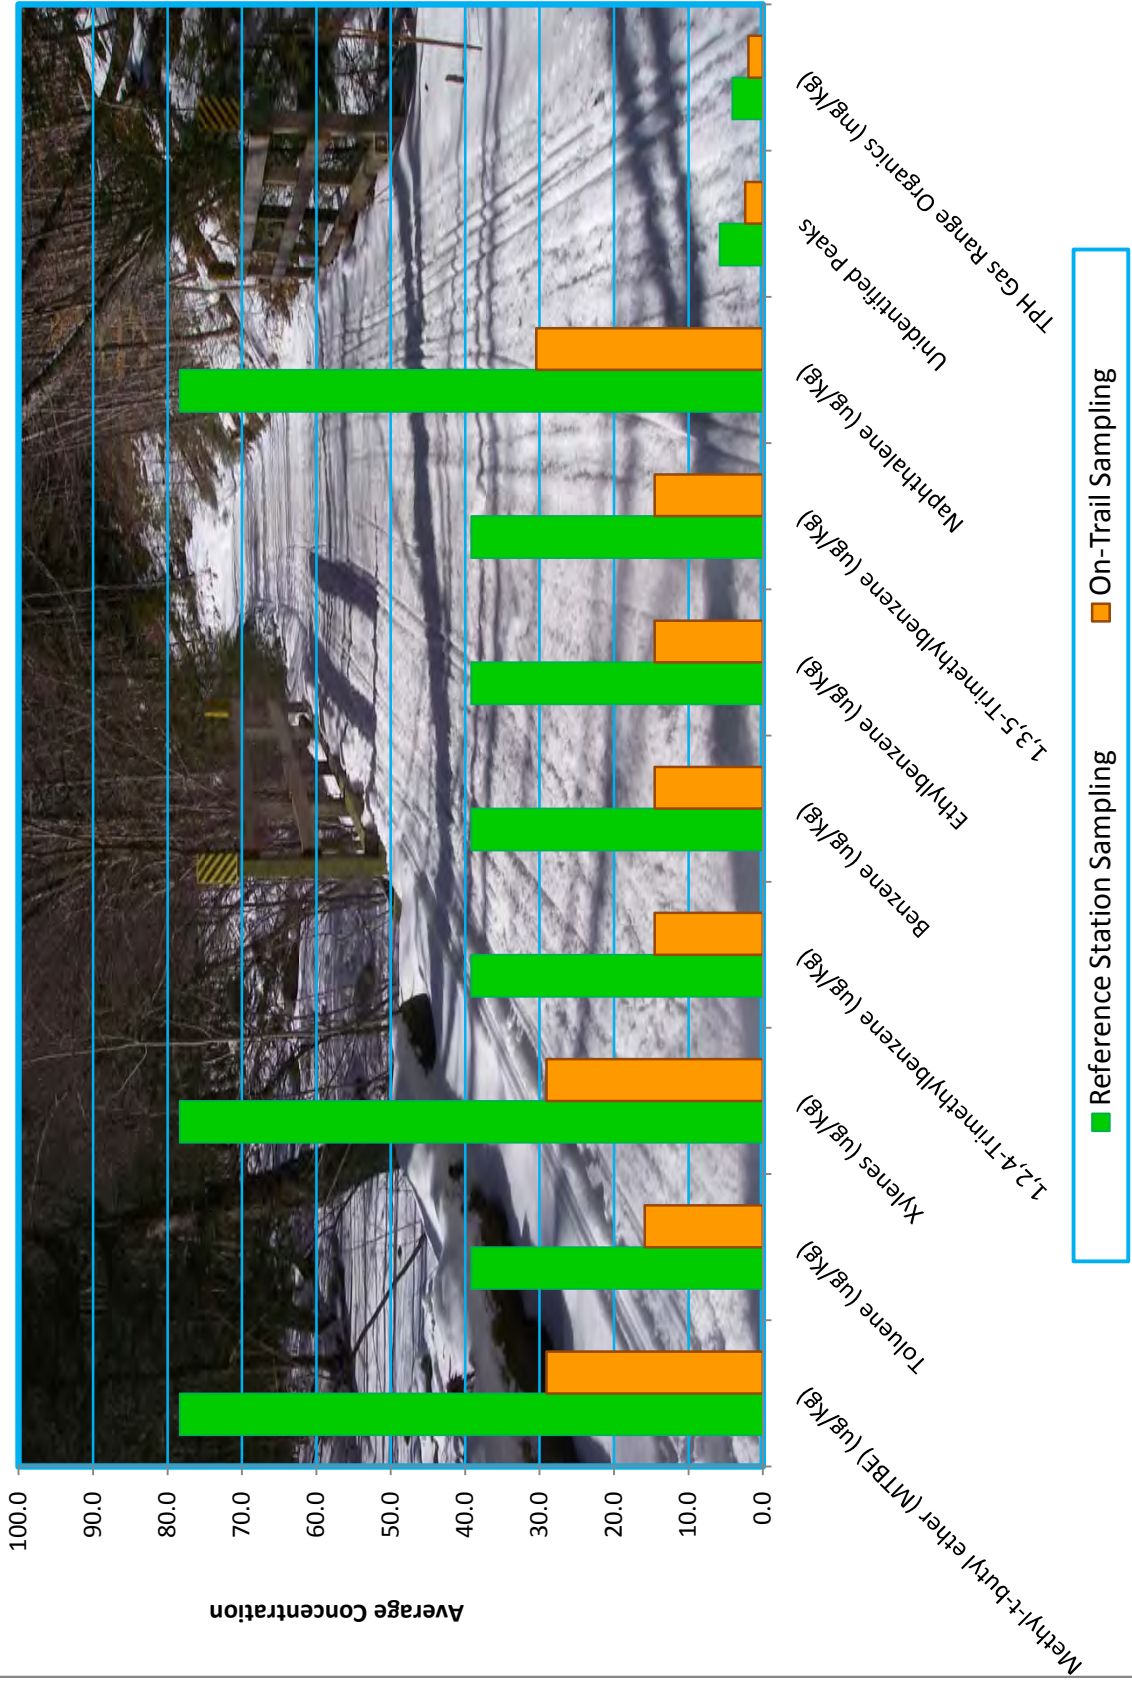 Average Concentration
100.0
90.0
80.0
70.0
60.0
50.0
40.0
30.0
20.0
10.0
0.0
Methyl-t-butyl ether (MTBE) (ug/Kg)
Toluene (ug/Kg)
Xylenes (ug/Kg)
1,2,4-Trimethylbenzene (ug/Kg)
Benzene (ug/Kg)
Ethylbenzene (ug/Kg)
1,3,5-Trimethylbenzene (ug/Kg)
Naphthalene (ug/Kg)
Unidentified Peaks
TPH Gas Range Organics (mg/Kg)
Reference Station Sampling
On-Trail Sampling